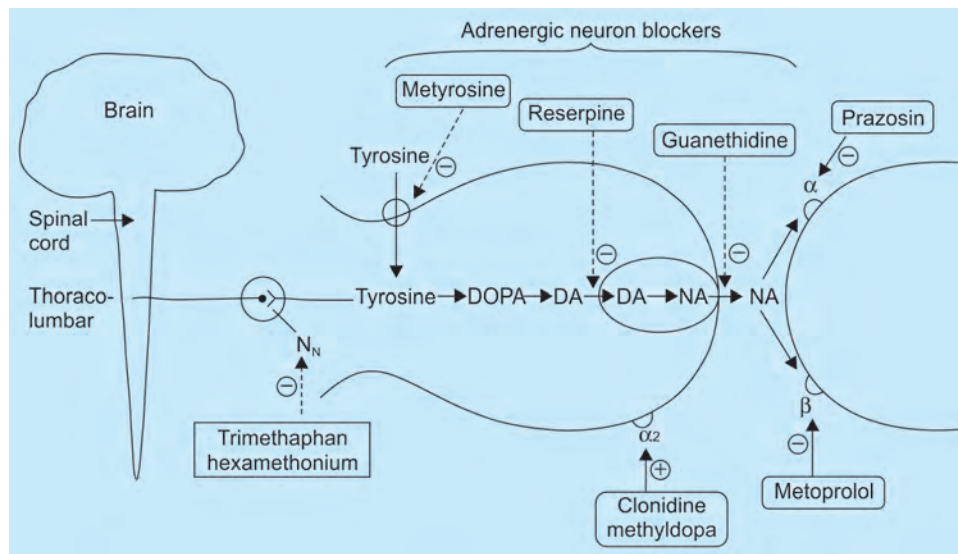 Adrenergic neuron blockers
Metyrosine
Brain
Reserpine
Prazosin
Guanethidine
Tyrosine
⊖
⊖
α
Spinal
cord
⊖
⊖
Thoraco-
lumbar
Tyrosine → DOPA → DA → DA → NA → NA
N_N
⊖
β
α2
⊖
Trimethaphan
hexamethonium
⊕
Clonidine
methyldopa
Metoprolol